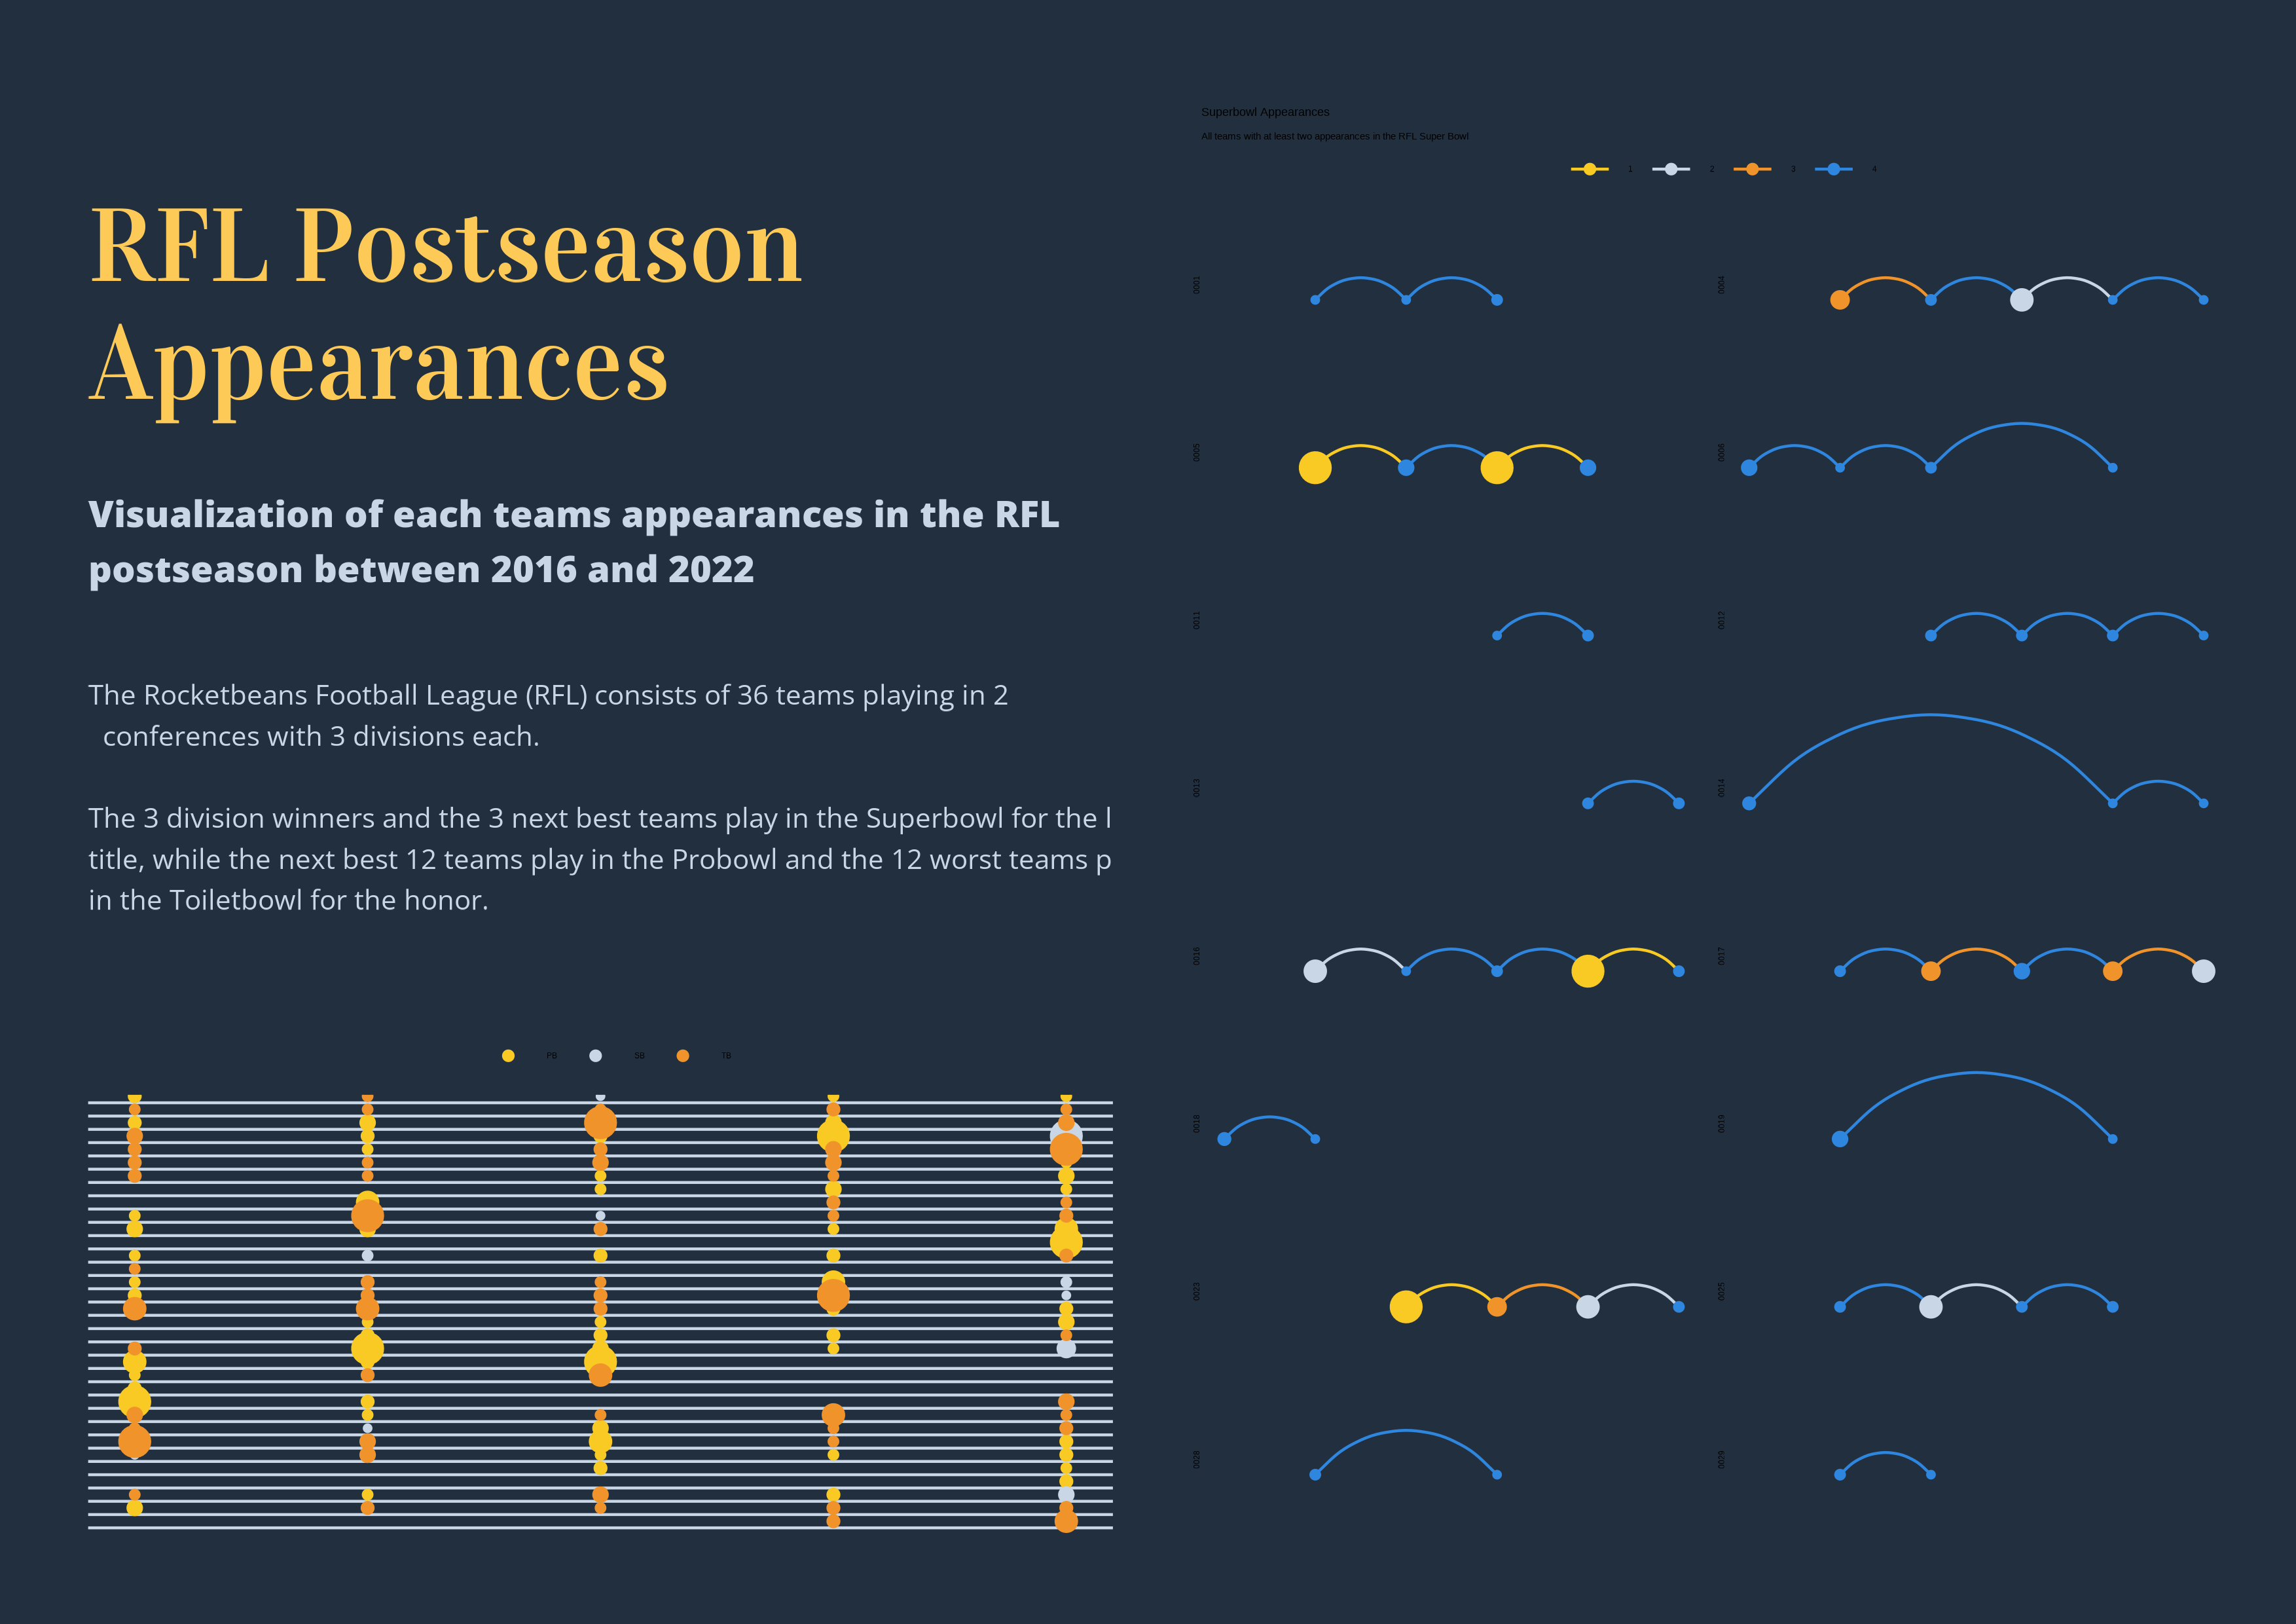 RFL Postseason
Appearances
Visualization of each teams appearances in the RFL
postseason between 2016 and 2022
The Rocketbeans Football League (RFL) consists of 36 teams playing in 2
conferences with 3 divisions each.
The 3 division winners and the 3 next best teams play in the Superbowl for the l
title, while the next best 12 teams play in the Probowl and the 12 worst teams p
in the Toiletbowl for the honor.
PB SB TB
Superbowl Appearances
All teams with at least two appearances in the RFL Super Bowl
1 2 3 4
0001 0004
0005 0006
0011 0012
0013 0014
0016 0017
0018 0019
0023 0025
0028 0029